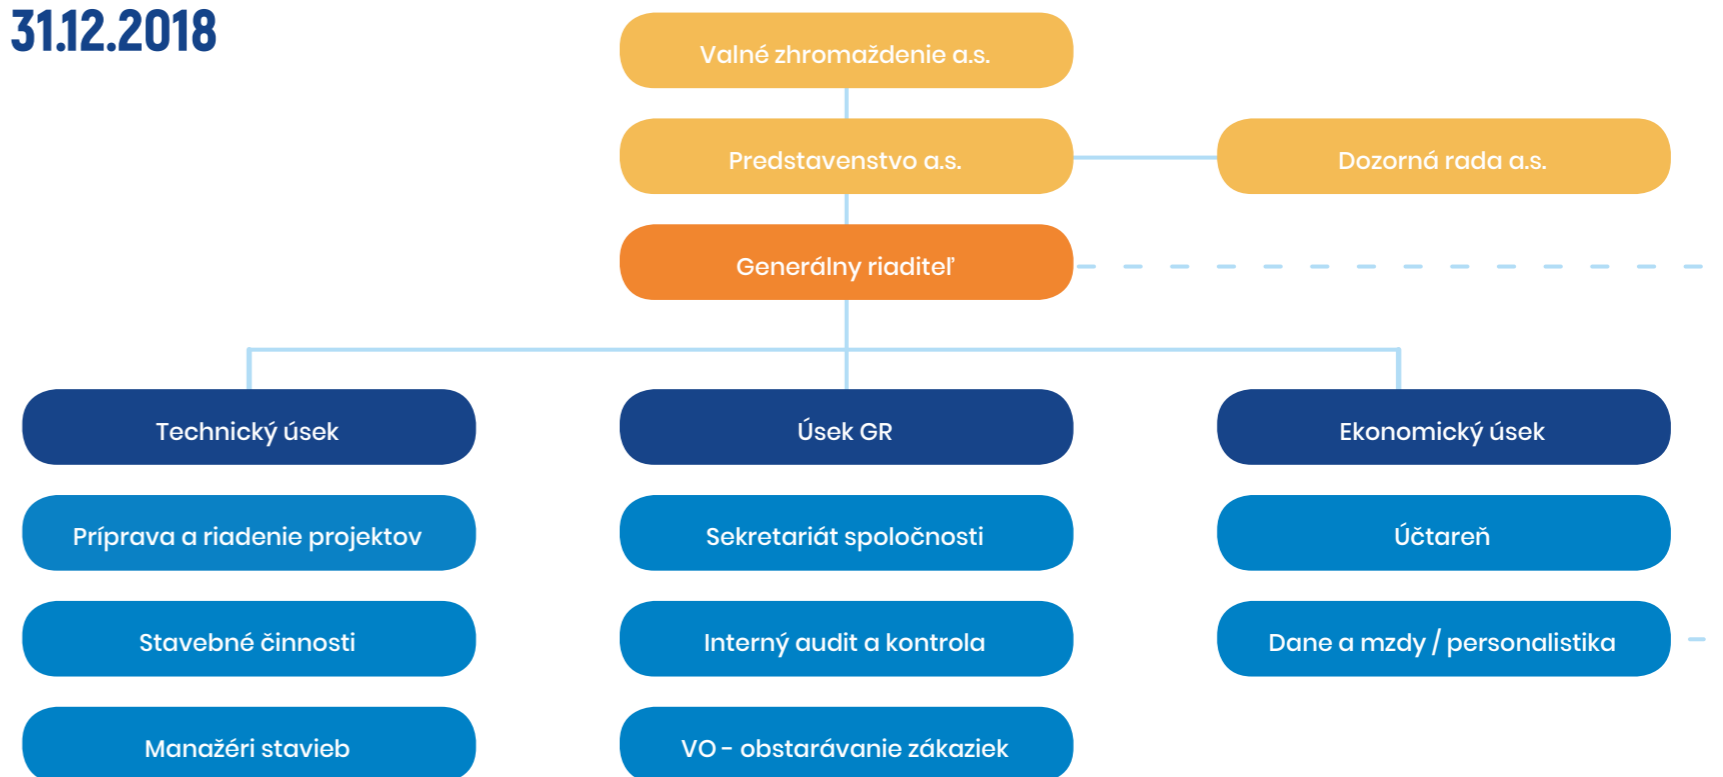 31.12.2018
Valné zhromaždenie a.s.
Predstavenstvo a.s.
Dozorná rada a.s.
Generálny riaditeľ
Technický úsek
Úsek GR
Ekonomický úsek
Príprava a riadenie projektov
Sekretariát spoločnosti
Účtareň
Stavebné činnosti
Interný audit a kontrola
Dane a mzdy / personalistika
Manažéri stavieb
VO - obstarávanie zákaziek